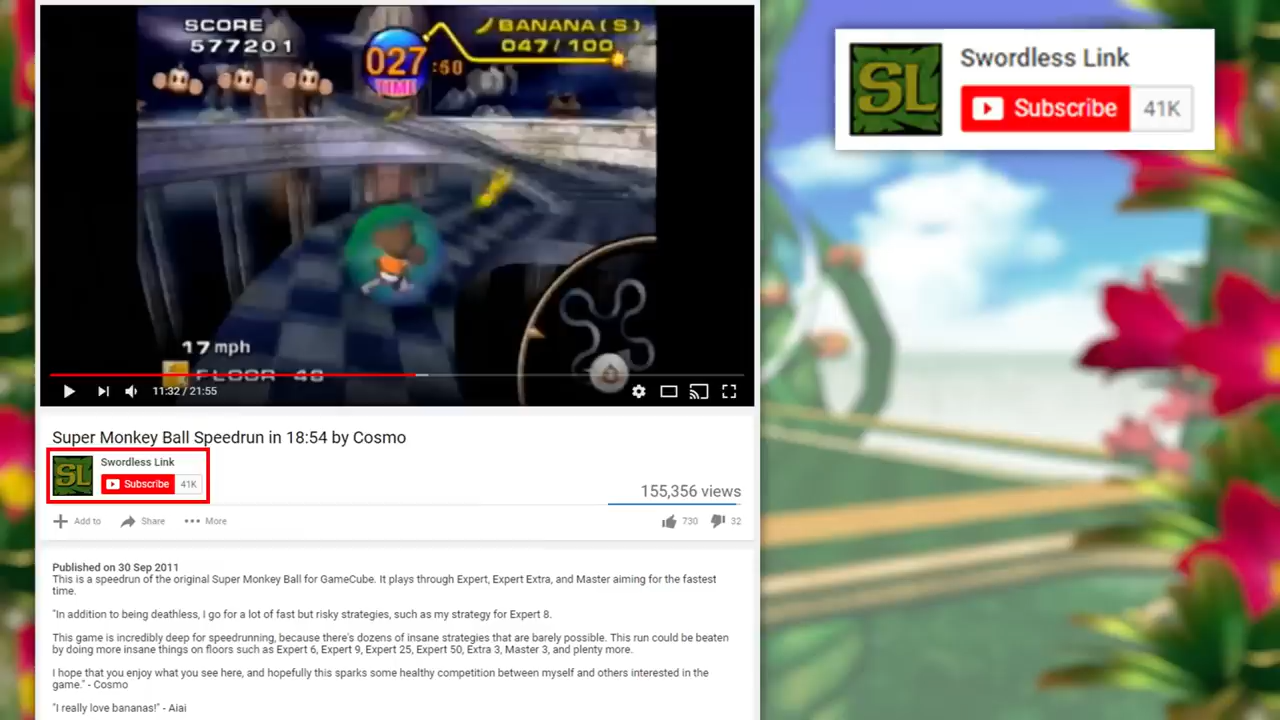 SCORE
577201
027:50
TIME
BANANA(S)
047/100
17 mph
FLOOR 48
11:32 / 21:55
SL
Swordless Link
Subscribe 41K
Super Monkey Ball Speedrun in 18:54 by Cosmo
SL
Swordless Link
Subscribe 41K
155,356 views
Add to Share More 730 32
Published on 30 Sep 2011
This is a speedrun of the original Super Monkey Ball for GameCube. It plays through Expert, Expert Extra, and Master aiming for the fastest
time.
"In addition to being deathless, I go for a lot of fast but risky strategies, such as my strategy for Expert 8.
This game is incredibly deep for speedrunning, because there's dozens of insane strategies that are barely possible. This run could be beaten
by doing more insane things on floors such as Expert 6, Expert 9, Expert 25, Expert 50, Extra 3, Master 3, and plenty more.
I hope that you enjoy what you see here, and hopefully this sparks some healthy competition between myself and others interested in the
game." - Cosmo
"I really love bananas!" - Aiai